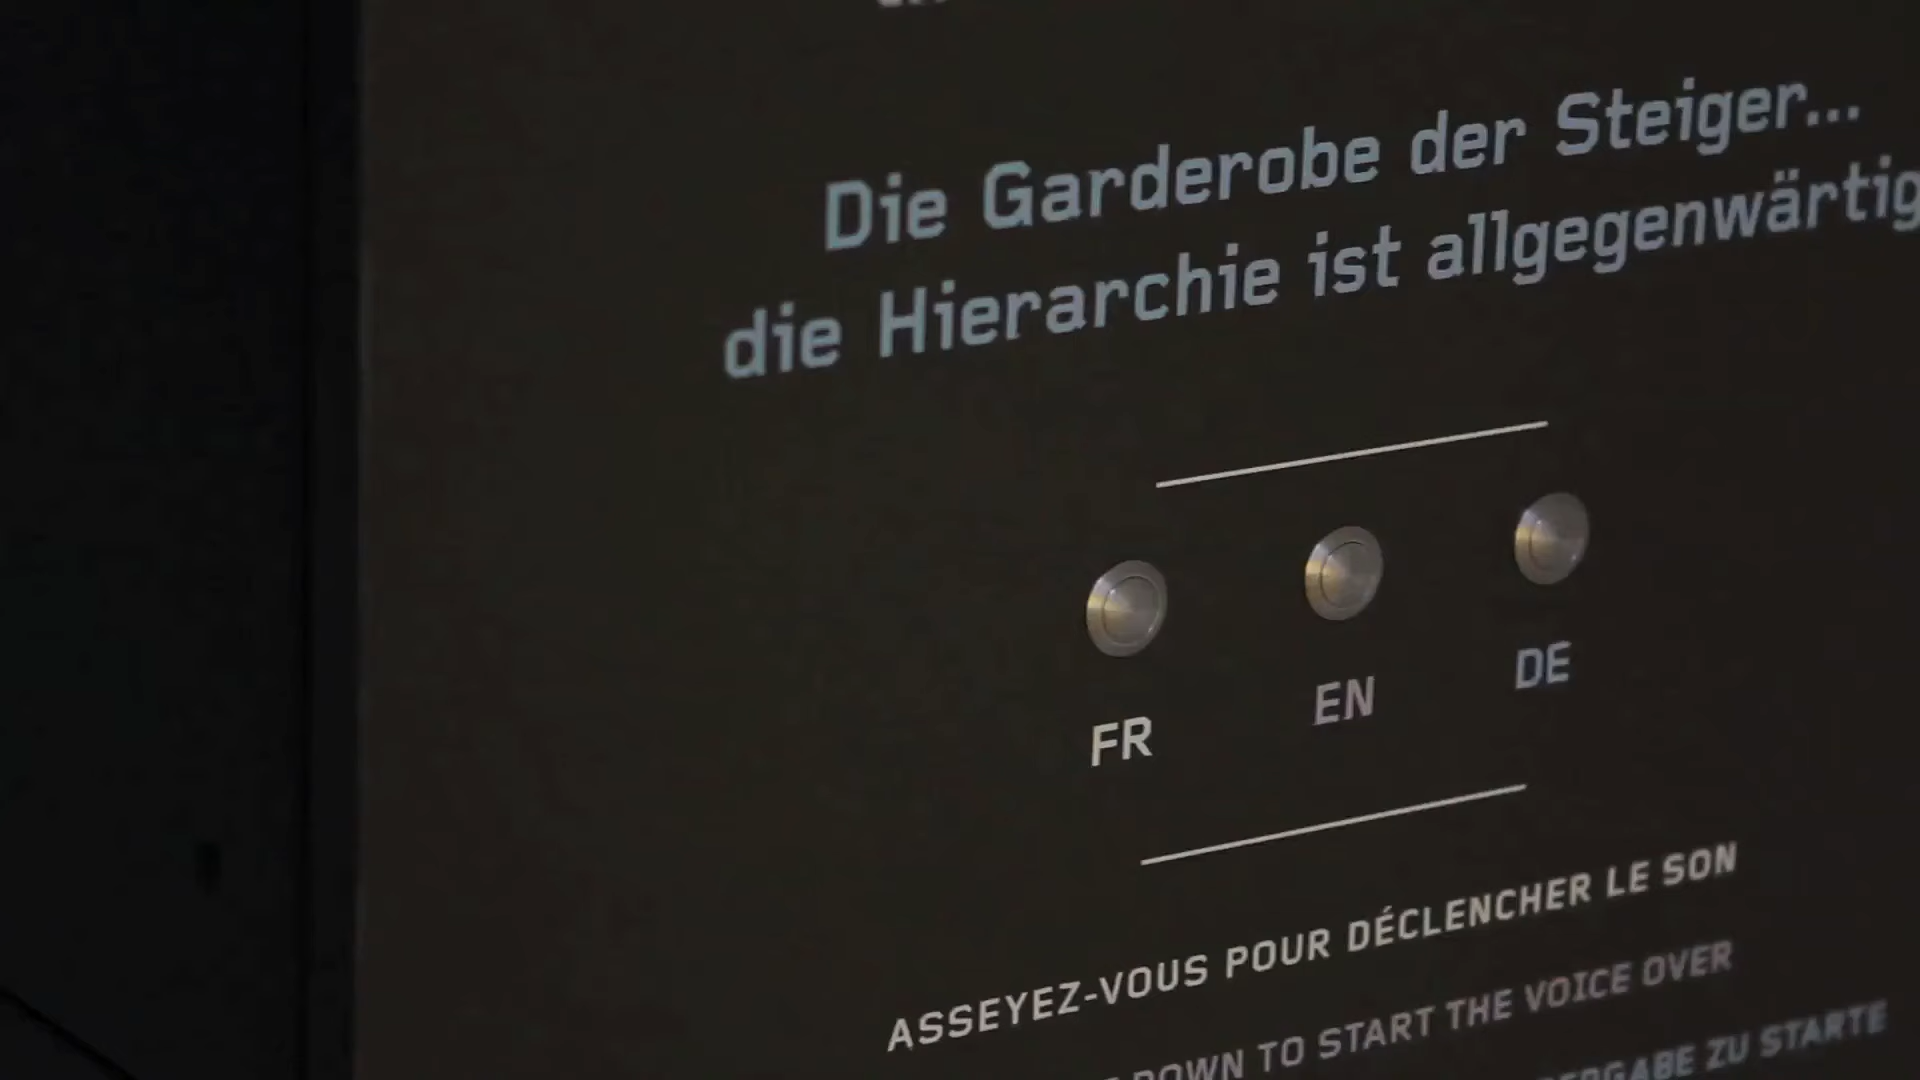 Die Garderobe der Steiger...
die Hierarchie ist allgegenwärtig
FR EN DE
ASSEYEZ-VOUS POUR DÉCLENCHER LE SON
DOWN TO START THE VOICE OVER
ZU STARTE